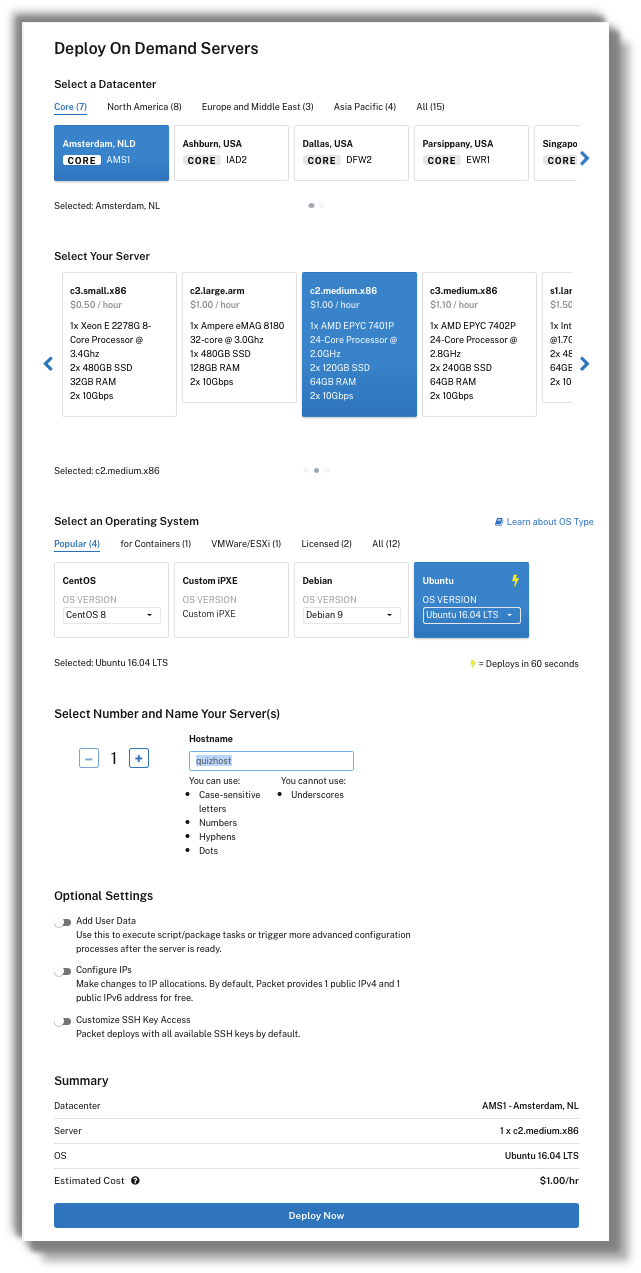 Deploy On Demand Servers
Select a Datacenter
Core (7) North America (8) Europe and Middle East (3) Asia Pacific (4) All (15)
Amsterdam, NLD
CORE AMS1
Ashburn, USA
CORE IAD2
Dallas, USA
CORE DFW2
Parsippany, USA
CORE EWR1
Singapo
CORE
Selected: Amsterdam, NL
Select Your Server
c3.small.x86
$0.50 / hour
1x Xeon E 2278G 8-
Core Processor @
3.4Ghz
2x 480GB SSD
32GB RAM
2x 10Gbps
c2.large.arm
$1.00 / hour
1x Ampere eMAG 8180
32-core @ 3.0Ghz
1x 480GB SSD
128GB RAM
2x 10Gbps
c2.medium.x86
$1.00 / hour
1x AMD EPYC 7401P
24-Core Processor @
2.0GHz
2x 120GB SSD
64GB RAM
2x 10Gbps
c3.medium.x86
$1.10 / hour
1x AMD EPYC 7402P
24-Core Processor @
2.8GHz
2x 240GB SSD
64GB RAM
2x 10Gbps
s1.lar
$1.50
1x Int
@1.7G
2x 48
64GE
2x 10
Selected: c2.medium.x86
Select an Operating System
Learn about OS Type
Popular (4) for Containers (1) VMWare/ESXi (1) Licensed (2) All (12)
CentOS
OS VERSION
CentOS 8
Custom iPXE
OS VERSION
Custom iPXE
Debian
OS VERSION
Debian 9
Ubuntu
OS VERSION
Ubuntu 16.04 LTS
Selected: Ubuntu 16.04 LTS
= Deploys in 60 seconds
Select Number and Name Your Server(s)
Hostname
− 1 +
quizhost
You can use:
• Case-sensitive
letters
• Numbers
• Hyphens
• Dots
You cannot use:
• Underscores
Optional Settings
Add User Data
Use this to execute script/package tasks or trigger more advanced configuration
processes after the server is ready.
Configure IPs
Make changes to IP allocations. By default, Packet provides 1 public IPv4 and 1
public IPv6 address for free.
Customize SSH Key Access
Packet deploys with all available SSH keys by default.
Summary
Datacenter AMS1 - Amsterdam, NL
Server 1 x c2.medium.x86
OS Ubuntu 16.04 LTS
Estimated Cost ? $1.00/hr
Deploy Now